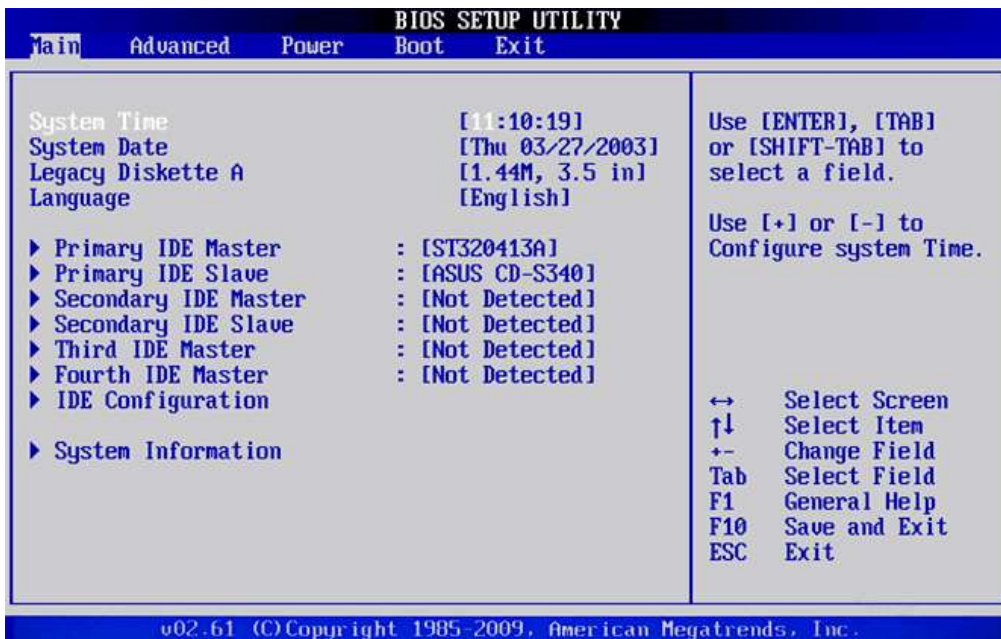 BIOS SETUP UTILITY
Main Advanced Power Boot Exit
System Time [11:10:19]
System Date [Thu 03/27/2003]
Legacy Diskette A [1.44M, 3.5 in]
Language [English]
▶ Primary IDE Master : [ST320413A]
▶ Primary IDE Slave : [ASUS CD-S340]
▶ Secondary IDE Master : [Not Detected]
▶ Secondary IDE Slave : [Not Detected]
▶ Third IDE Master : [Not Detected]
▶ Fourth IDE Master : [Not Detected]
▶ IDE Configuration
▶ System Information
Use [ENTER], [TAB]
or [SHIFT-TAB] to
select a field.
Use [+] or [-] to
Configure system Time.
↔ Select Screen
↑↓ Select Item
+- Change Field
Tab Select Field
F1 General Help
F10 Save and Exit
ESC Exit
v02.61 (C)Copyright 1985-2009, American Megatrends, Inc.